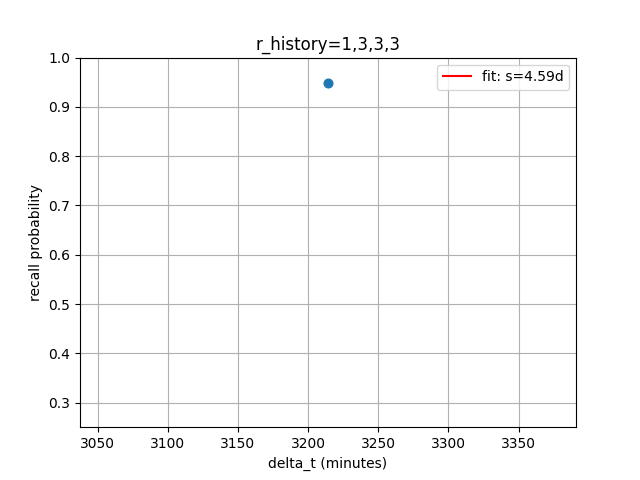 r_history=1,3,3,3
fit: s=4.59d
recall probability
1.0
0.9
0.8
0.7
0.6
0.5
0.4
0.3
3050 3100 3150 3200 3250 3300 3350
delta_t (minutes)